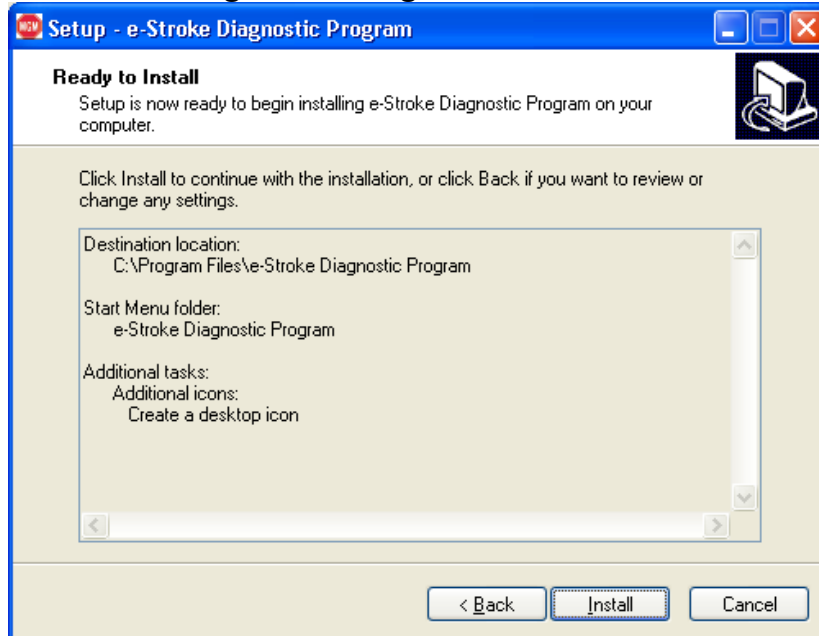 MGM Setup - e-Stroke Diagnostic Program
Ready to Install
Setup is now ready to begin installing e-Stroke Diagnostic Program on your
computer.
Click Install to continue with the installation, or click Back if you want to review or
change any settings.
Destination location:
C:\Program Files\e-Stroke Diagnostic Program
Start Menu folder:
e-Stroke Diagnostic Program
Additional tasks:
Additional icons:
Create a desktop icon
< Back Install Cancel